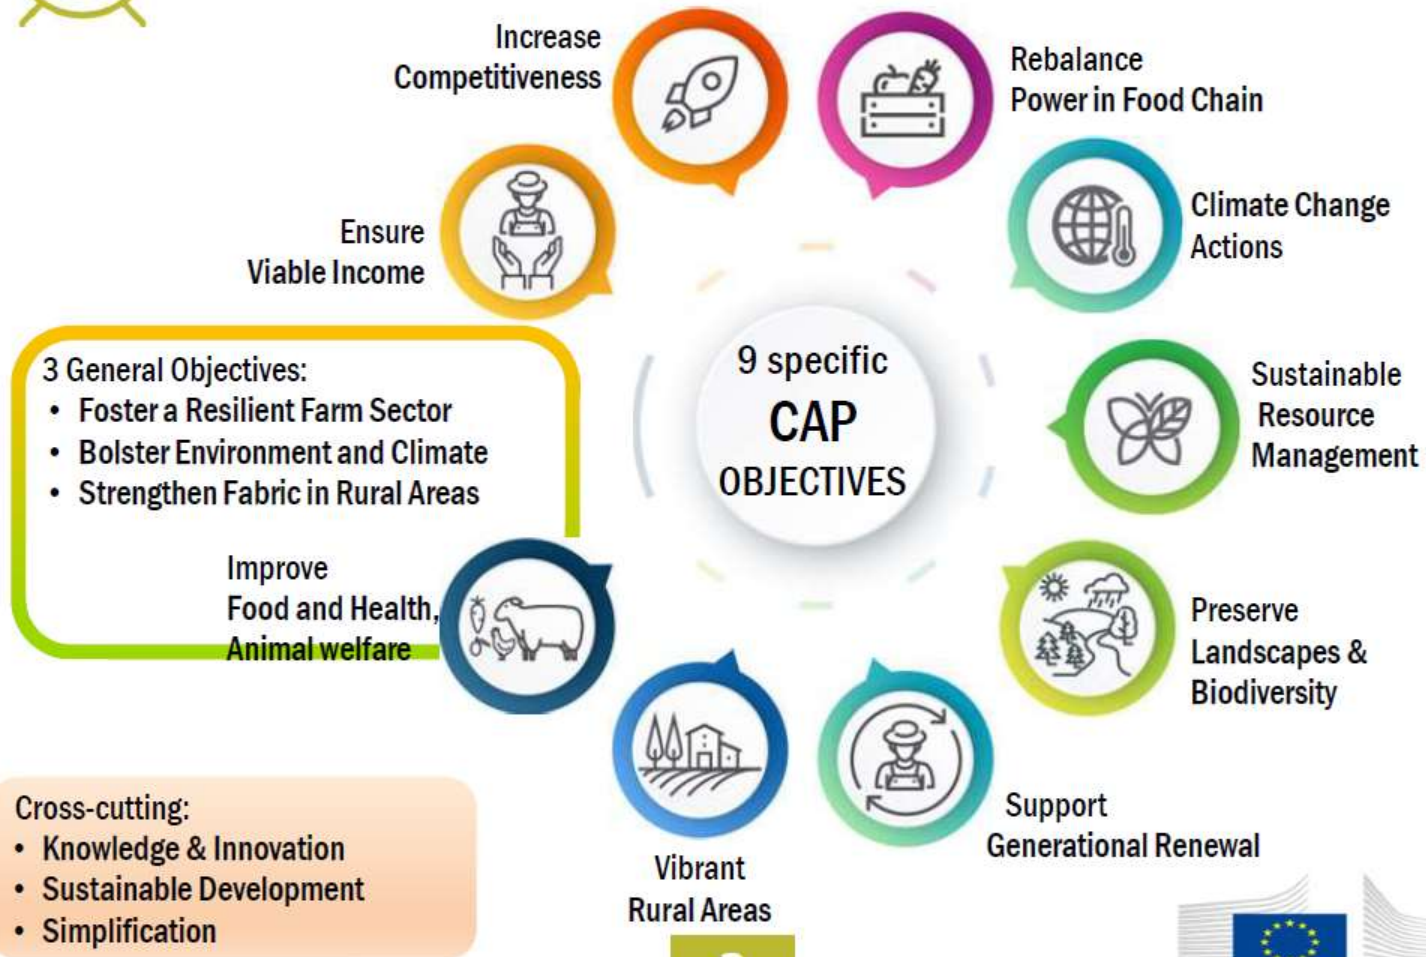 Increase
Competitiveness
Rebalance
Power in Food Chain
Ensure
Viable Income
Climate Change
Actions
3 General Objectives:
• Foster a Resilient Farm Sector
• Bolster Environment and Climate
• Strengthen Fabric in Rural Areas
9 specific
CAP
OBJECTIVES
Sustainable
Resource
Management
Improve
Food and Health,
Animal welfare
Preserve
Landscapes &
Biodiversity
Cross-cutting:
• Knowledge & Innovation
• Sustainable Development
• Simplification
Vibrant
Rural Areas
Support
Generational Renewal